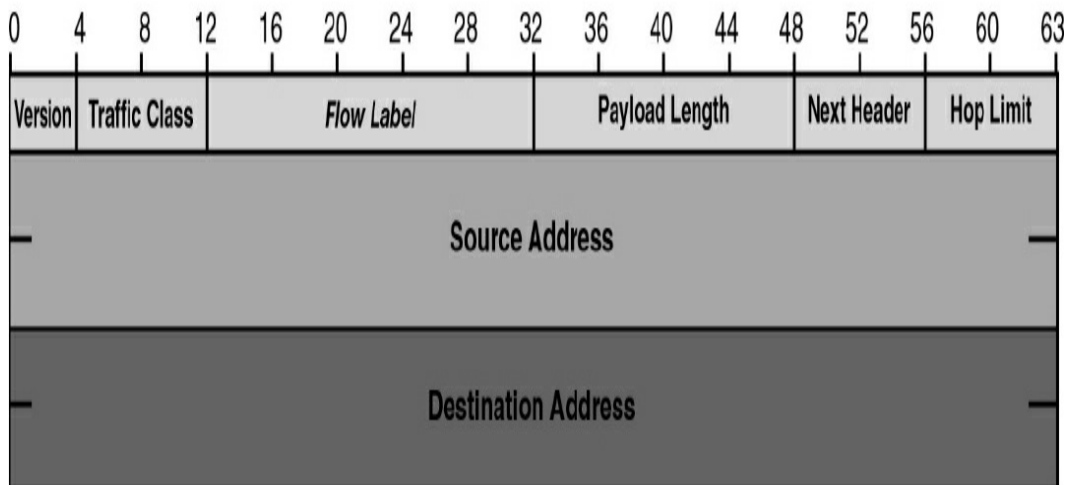 0 4 8 12 16 20 24 28 32 36 40 44 48 52 56 60 63
Version Traffic Class Flow Label Payload Length Next Header Hop Limit
Source Address
Destination Address